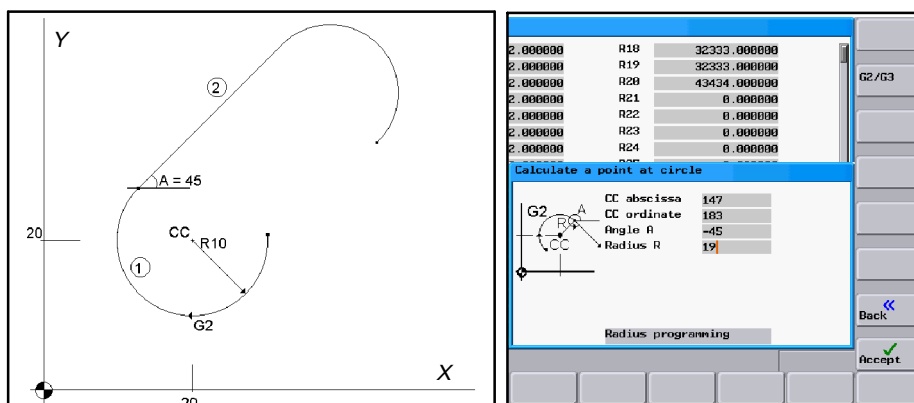 Y
2
A = 45
20
CC
R10
1
G2
X
20
2.000000 R18 32333.000000
2.000000 R19 32333.000000
2.000000 R20 43434.000000
2.000000 R21 0.000000
2.000000 R22 0.000000
2.000000 R23 0.000000
2.000000 R24 0.000000
G2/G3
Calculate a point at circle
CC abscissa 147
CC ordinate 183
Angle A -45
Radius R 19
G2
A
R
CC
Radius programming
Back
Accept